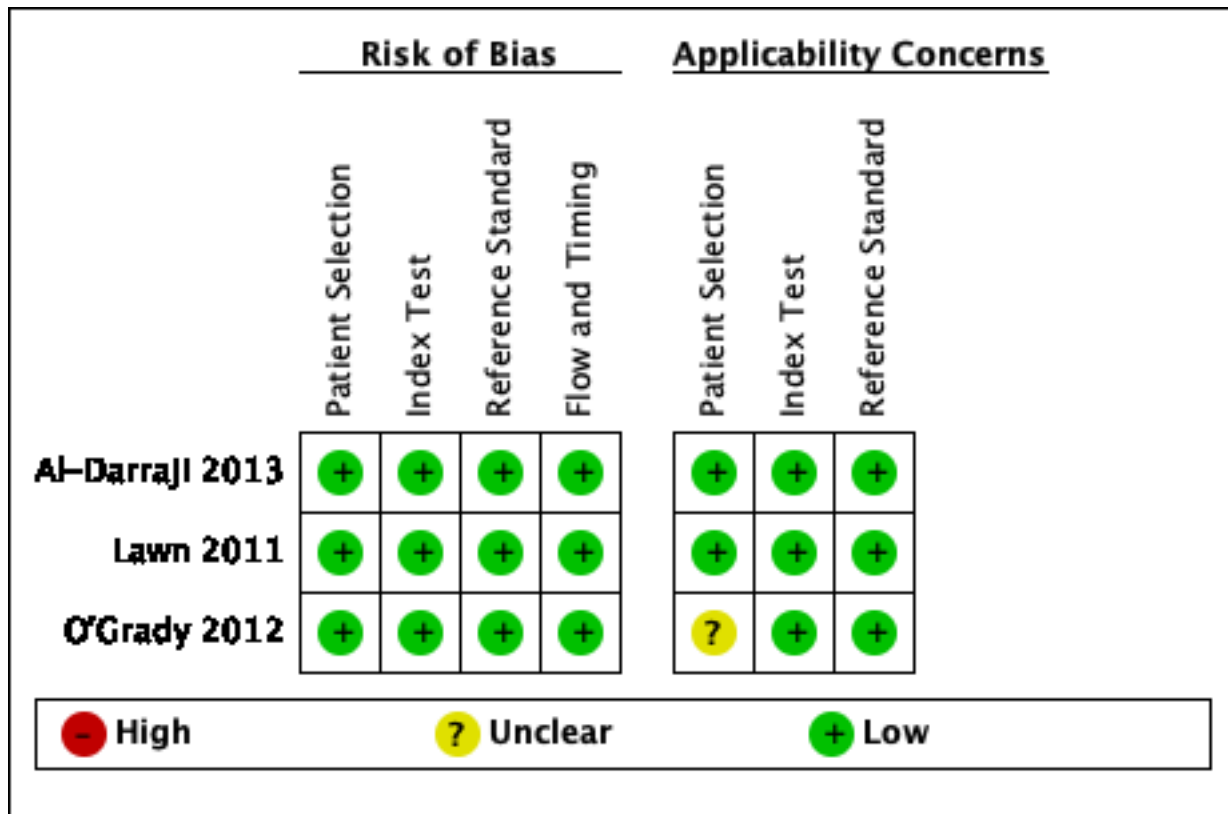 Risk of Bias
Applicability Concerns
Patient Selection
Index Test
Reference Standard
Flow and Timing
Patient Selection
Index Test
Reference Standard
Al–Darraji 2013
+ + + + + + +
Lawn 2011
+ + + + + + +
O'Grady 2012
+ + + + ? + +
– High ? Unclear + Low